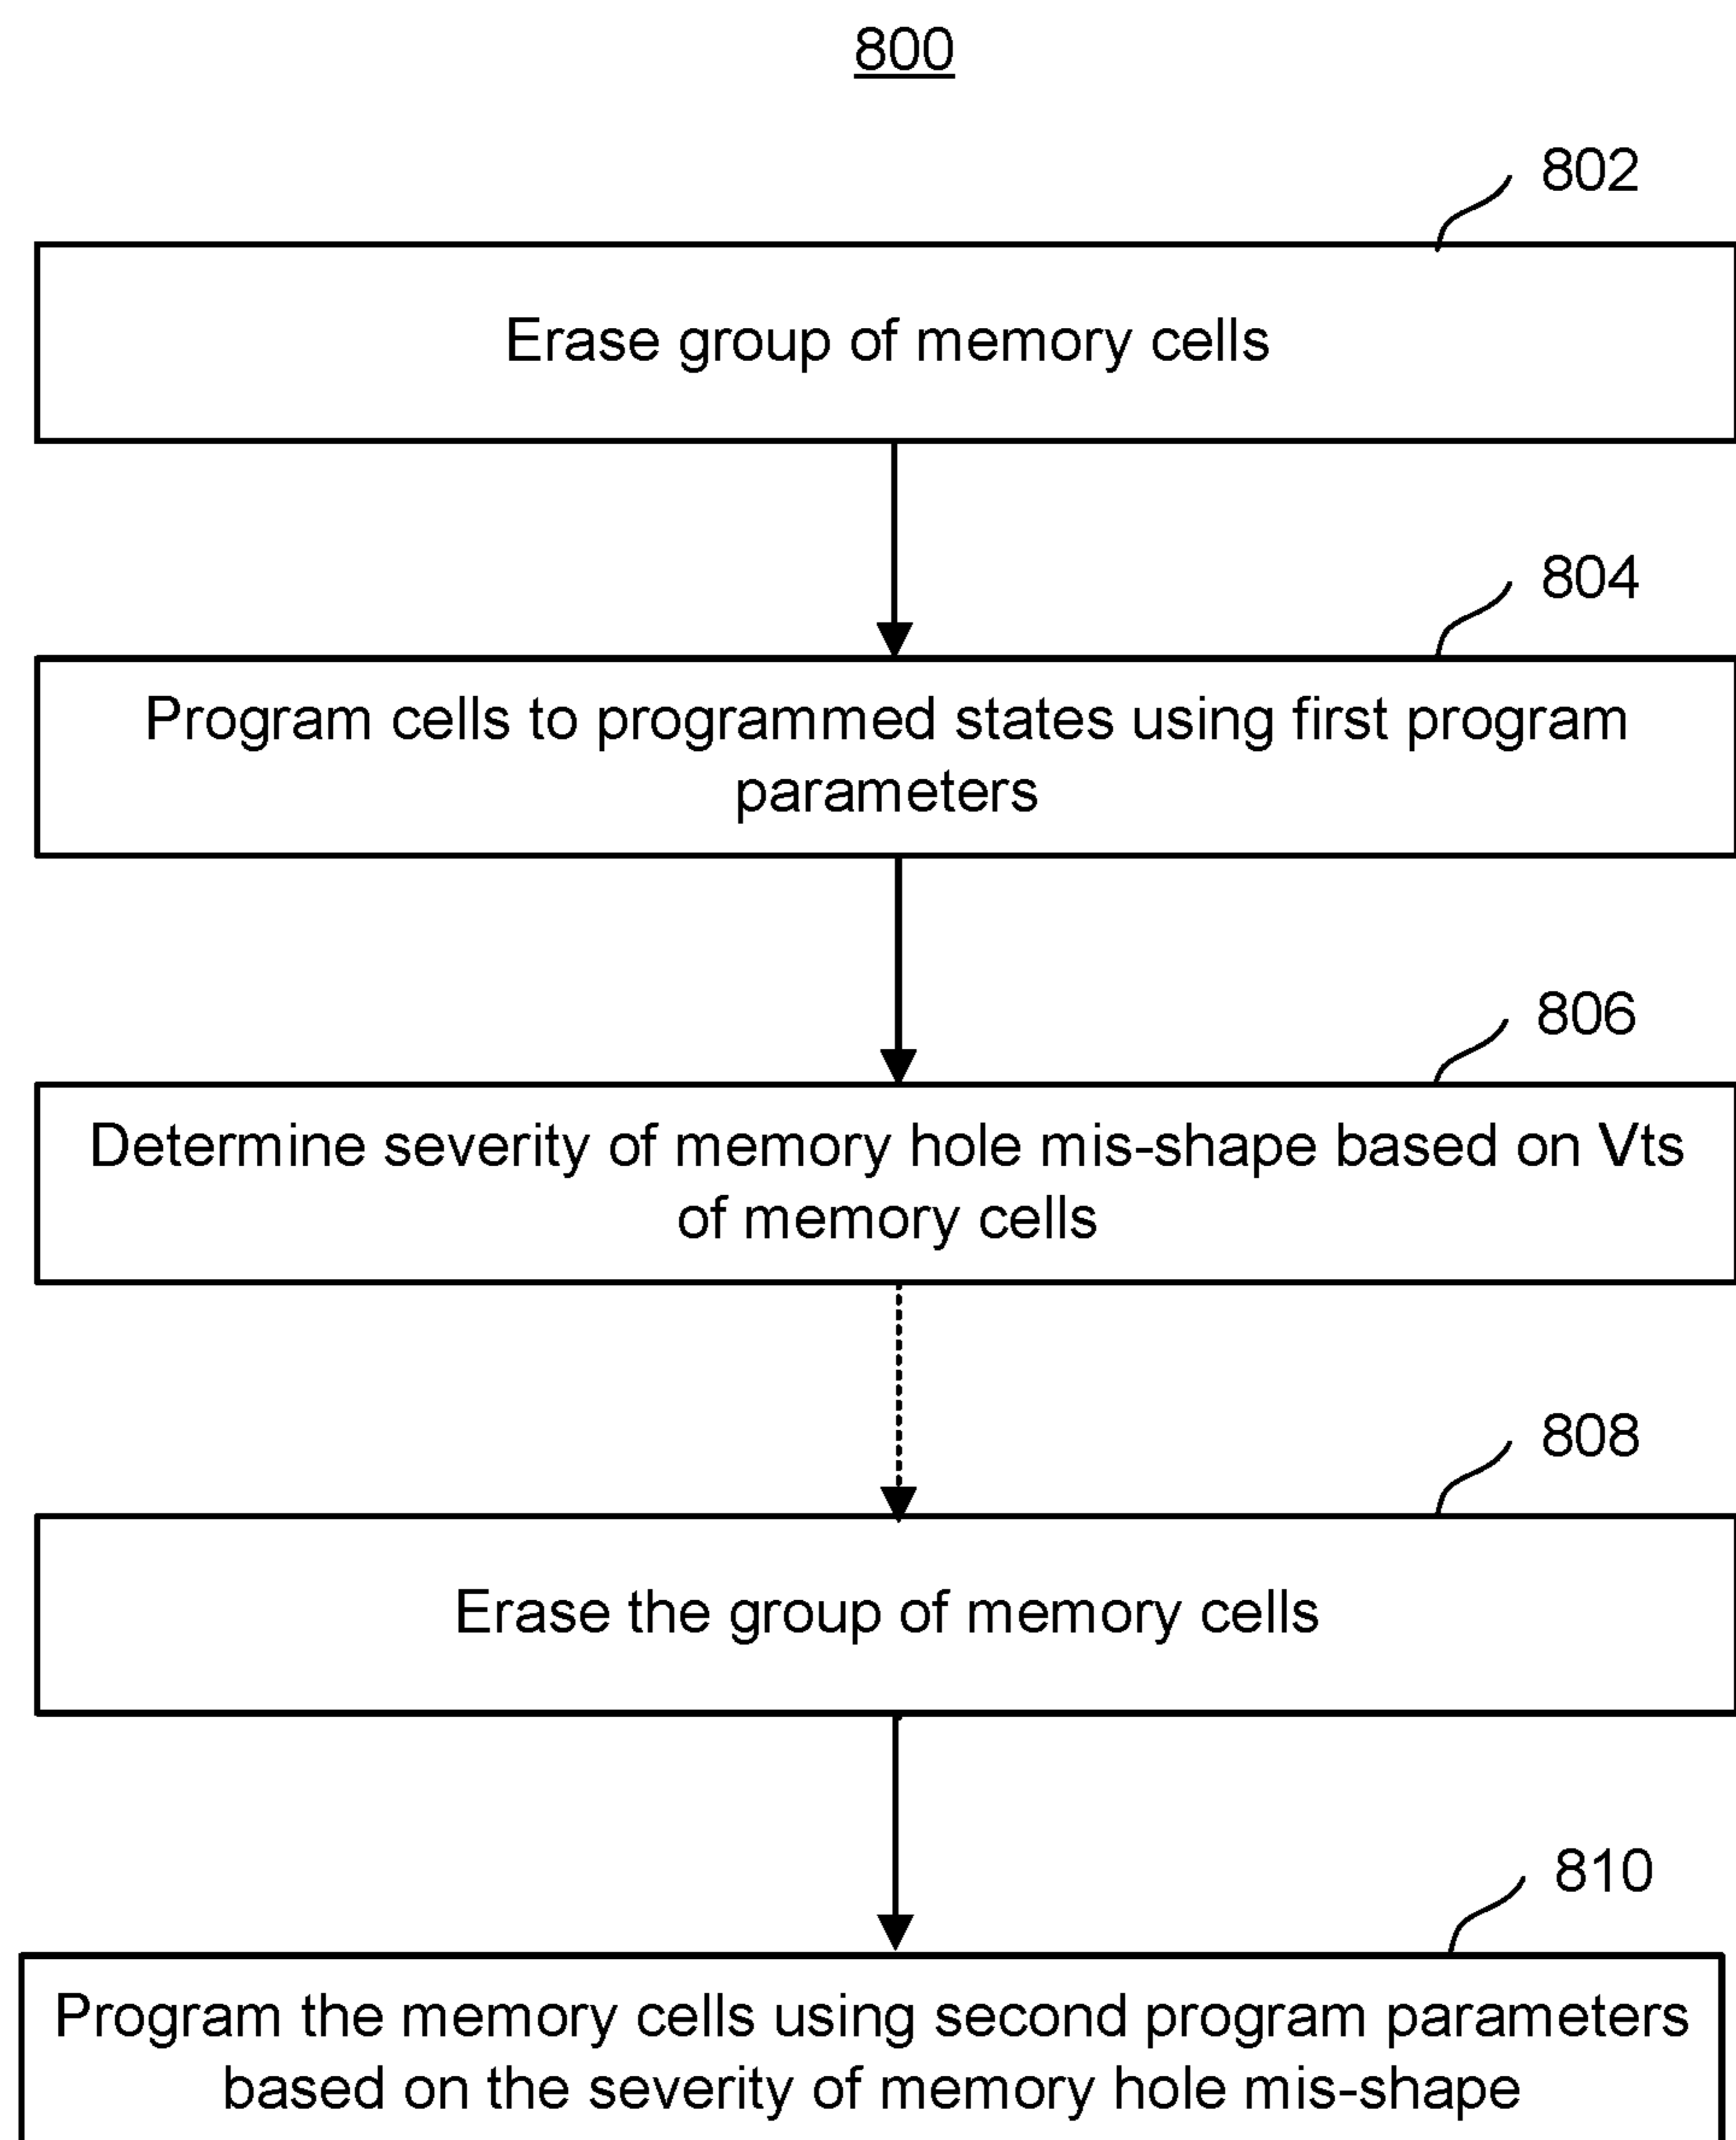 800
802
Erase group of memory cells
804
Program cells to programmed states using first program
parameters
806
Determine severity of memory hole mis-shape based on Vts
of memory cells
808
Erase the group of memory cells
810
Program the memory cells using second program parameters
based on the severity of memory hole mis-shape